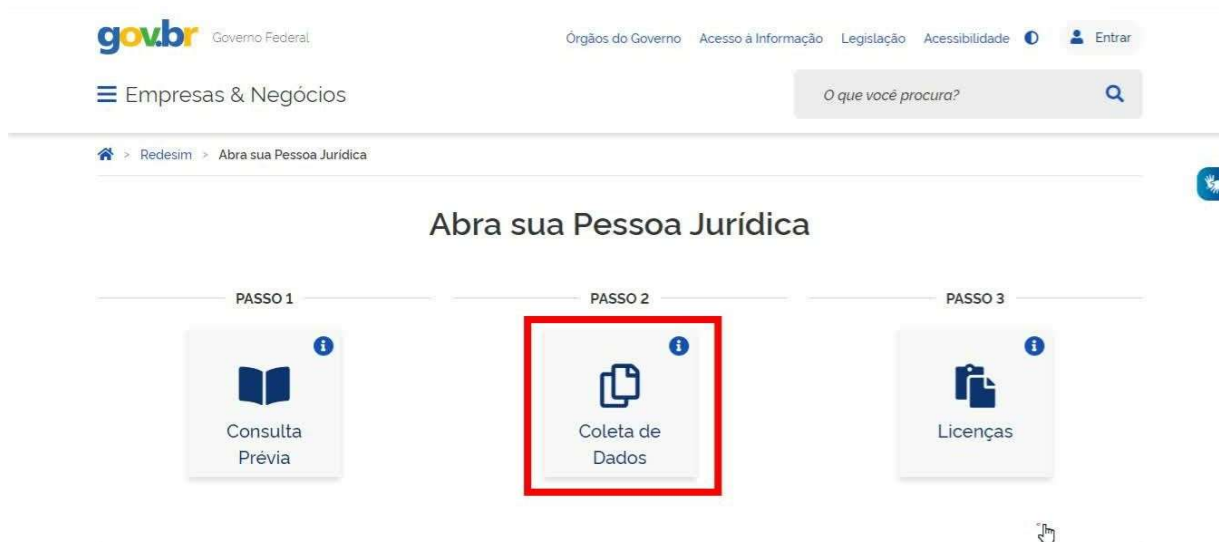 gov.br Governo Federal Órgãos do Governo Acesso à Informação Legislação Acessibilidade Entrar
Empresas & Negócios O que você procura?
> Redesim > Abra sua Pessoa Jurídica
Abra sua Pessoa Jurídica
PASSO 1 PASSO 2 PASSO 3
Consulta
Prévia
Coleta de
Dados
Licenças